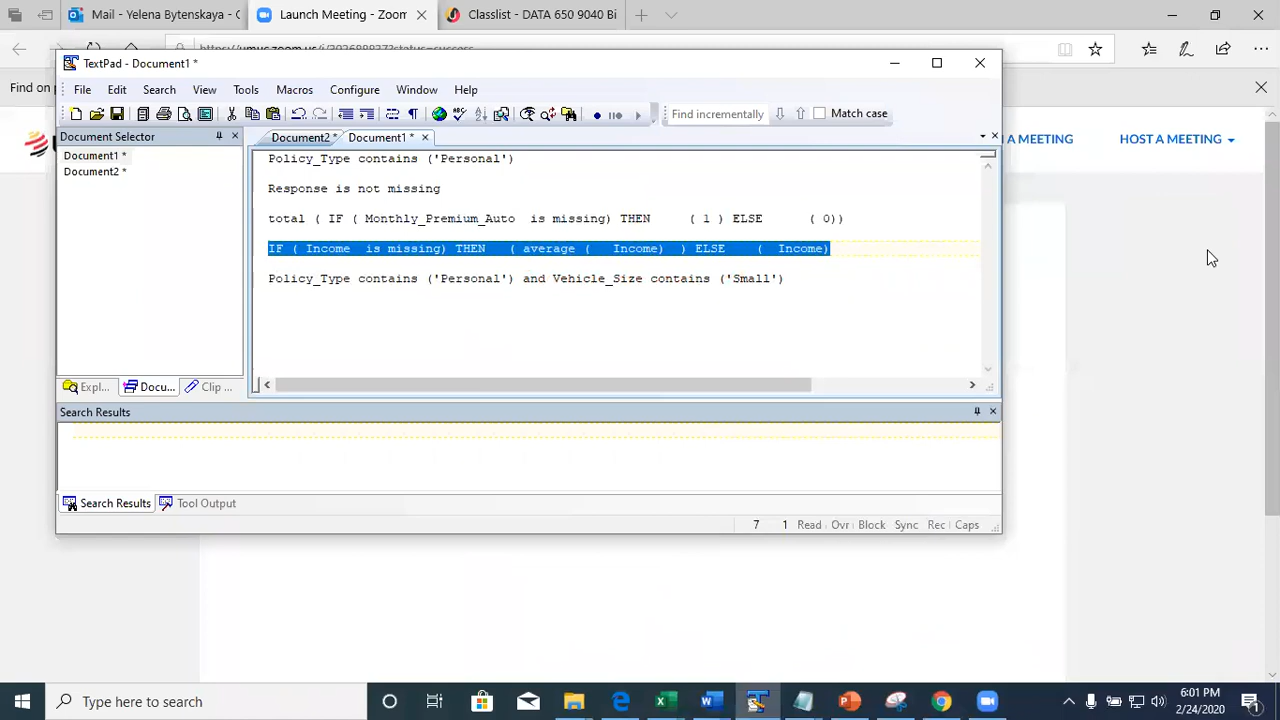 Mail - Yelena Bytenskaya - O
Launch Meeting - Zoom
Classlist - DATA 650 9040 Bi
Find on p
A MEETING
HOST A MEETING
TextPad - Document1 *
File Edit Search View Tools Macros Configure Window Help
Find incrementally
Match case
Document Selector
Document1 *
Document2 *
Document2 *
Document1 *
Policy_Type contains ('Personal')
Response is not missing
total ( IF ( Monthly_Premium_Auto is missing) THEN ( 1 ) ELSE ( 0))
IF ( Income is missing) THEN ( average ( Income) ) ELSE ( Income)
Policy_Type contains ('Personal') and Vehicle_Size contains ('Small')
Expl... Docu... Clip ...
Search Results
Search Results Tool Output
7 1 Read Ovr Block Sync Rec Caps
Type here to search
6:01 PM
2/24/2020